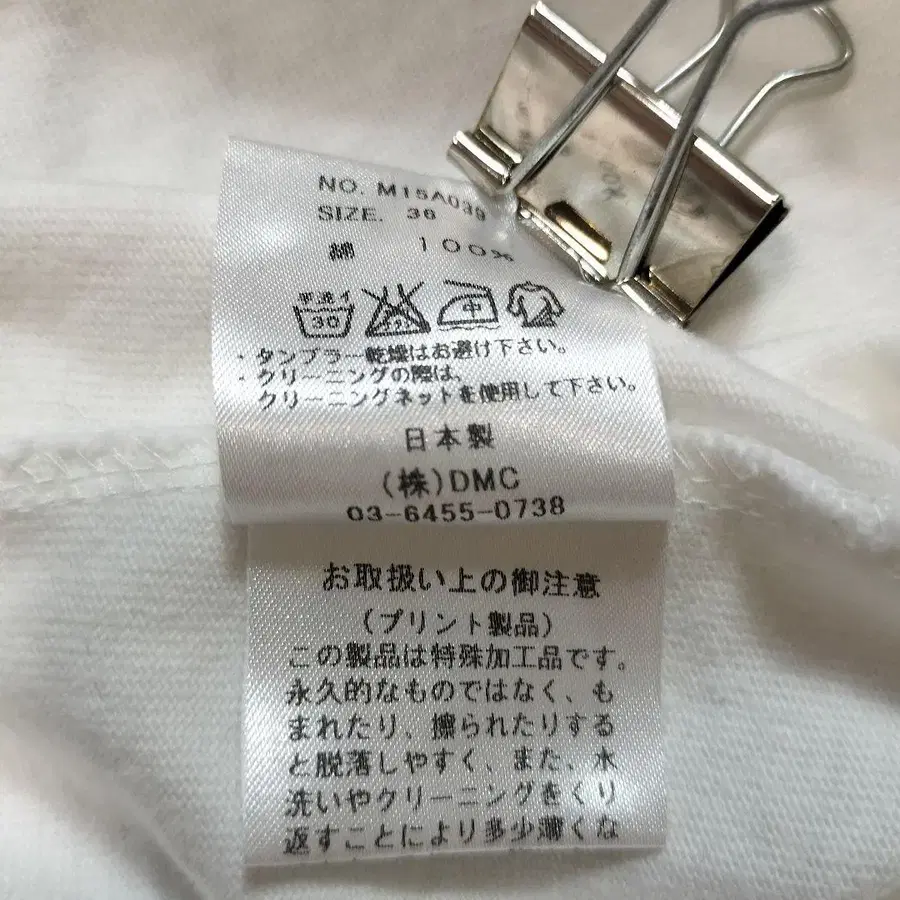 NO. M15A039
SIZE. 36
綿 100%
手洗イ
30
中
・タンブラー乾燥はお避け下さい。
・クリーニングの際は、
クリーニングネットを使用して下さい。
日本製
(株)DMC
03-6455-0738
お取扱い上の御注意
(プリント製品)
この製品は特殊加工品です。
永久的なものではなく、も
まれたり、擦られたりする
と脱落しやすく、また、水
洗いやクリーニングをくり
返すことにより多少薄くな